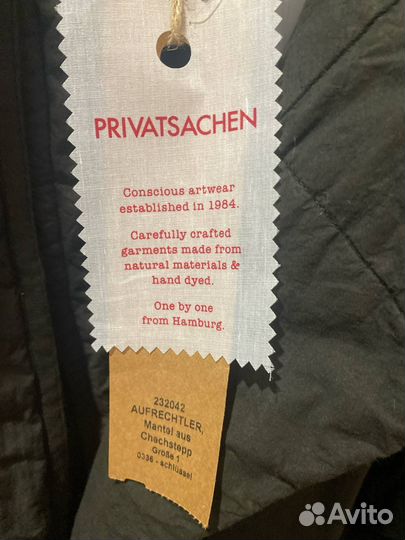 PRIVATSACHEN
Conscious artwear
established in 1984.
Carefully crafted
garments made from
natural materials &
hand dyed.
One by one
from Hamburg.
232042
AUFRECHTLER,
Mantel aus
Chachstepp
Große 1
0336 - schlüssel
Avito